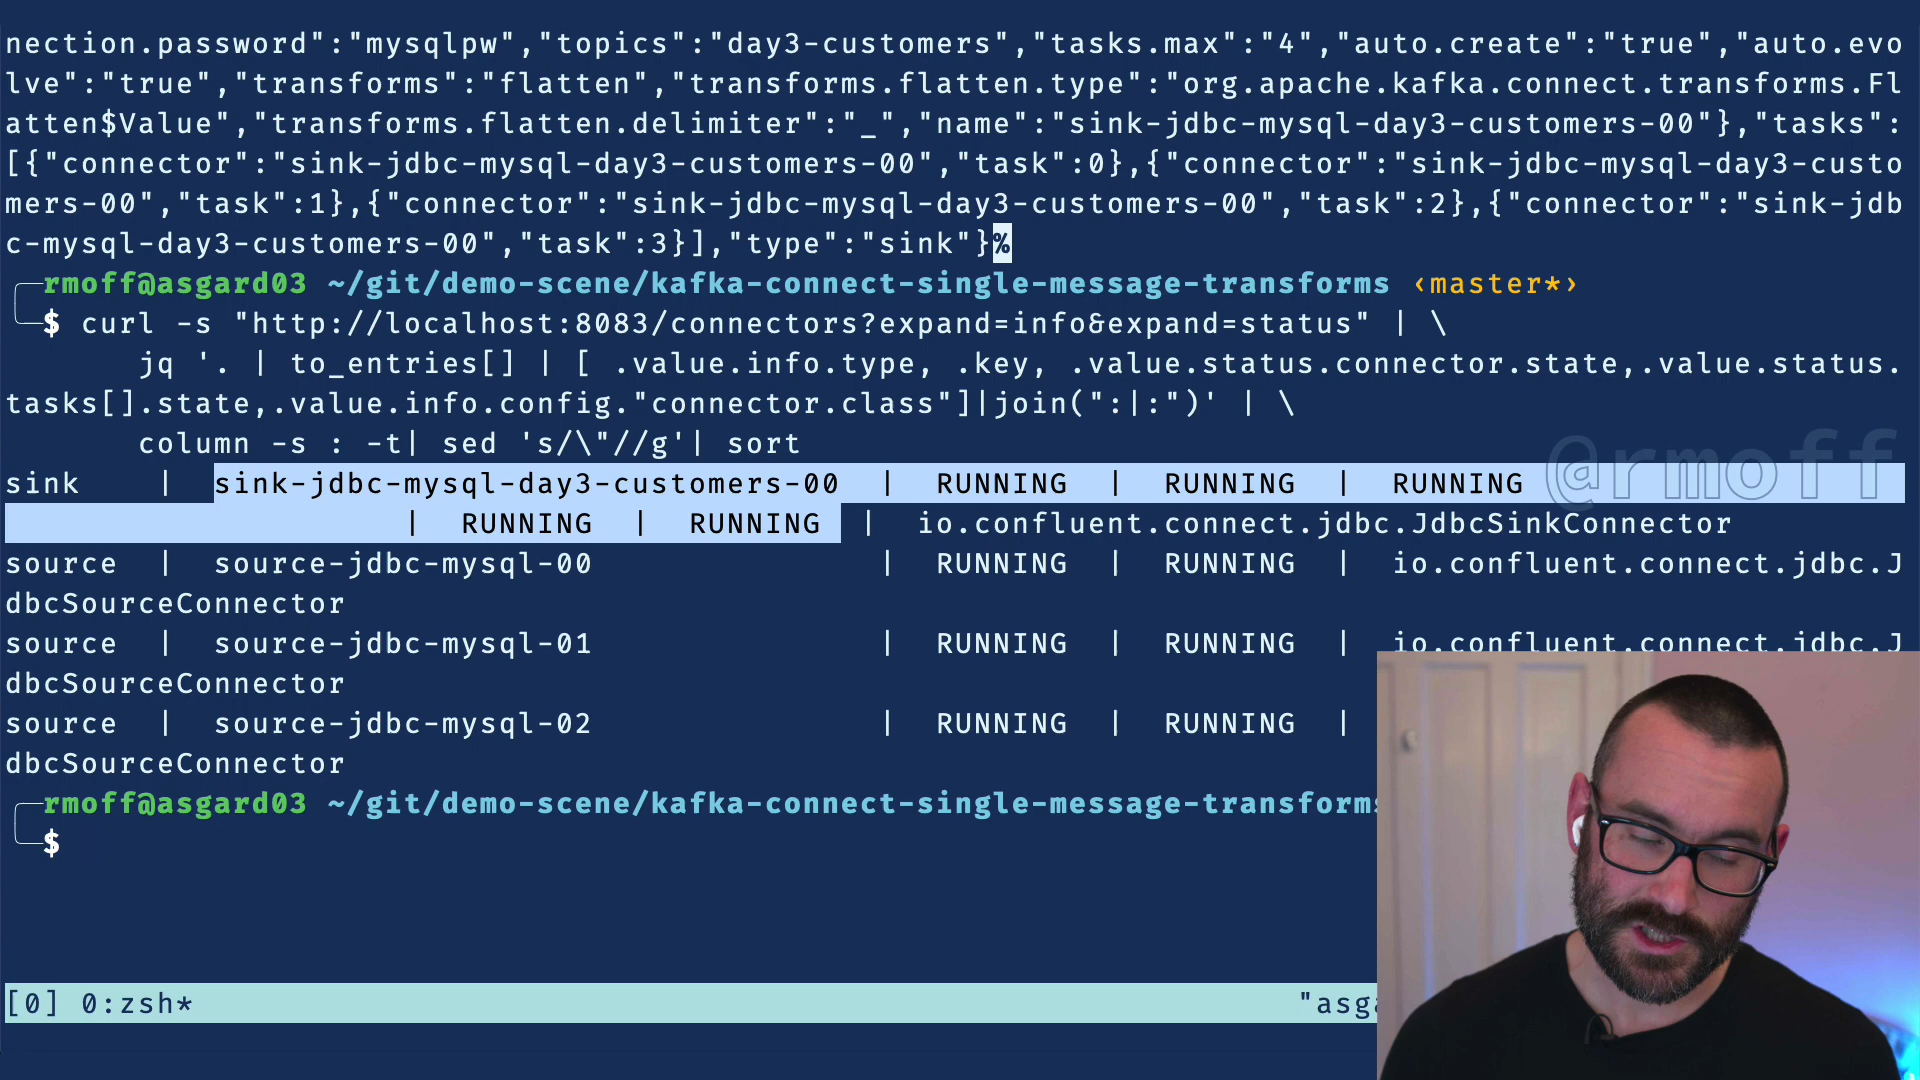 nection.password":"mysqlpw","topics":"day3-customers","tasks.max":"4","auto.create":"true","auto.evo
lve":"true","transforms":"flatten","transforms.flatten.type":"org.apache.kafka.connect.transforms.Fl
atten$Value","transforms.flatten.delimiter":"_","name":"sink-jdbc-mysql-day3-customers-00"},"tasks":
[{"connector":"sink-jdbc-mysql-day3-customers-00","task":0},{"connector":"sink-jdbc-mysql-day3-custo
mers-00","task":1},{"connector":"sink-jdbc-mysql-day3-customers-00","task":2},{"connector":"sink-jdb
c-mysql-day3-customers-00","task":3}],"type":"sink"}%
rmoff@asgard03 ~/git/demo-scene/kafka-connect-single-message-transforms ‹master*›
$ curl -s "http://localhost:8083/connectors?expand=info&expand=status" | \
jq '. | to_entries[] | [ .value.info.type, .key, .value.status.connector.state,.value.status.
tasks[].state,.value.info.config."connector.class"]|join(":|:")' | \
column -s : -t| sed 's/\"//g'| sort
@rmoff
sink | sink-jdbc-mysql-day3-customers-00 | RUNNING | RUNNING | RUNNING
| RUNNING | RUNNING | io.confluent.connect.jdbc.JdbcSinkConnector
source | source-jdbc-mysql-00 | RUNNING | RUNNING | io.confluent.connect.jdbc.J
dbcSourceConnector
source | source-jdbc-mysql-01 | RUNNING | RUNNING | io.confluent.connect.jdbc.J
dbcSourceConnector
source | source-jdbc-mysql-02 | RUNNING | RUNNING |
dbcSourceConnector
rmoff@asgard03 ~/git/demo-scene/kafka-connect-single-message-transforms
$
[0] 0:zsh* "asga